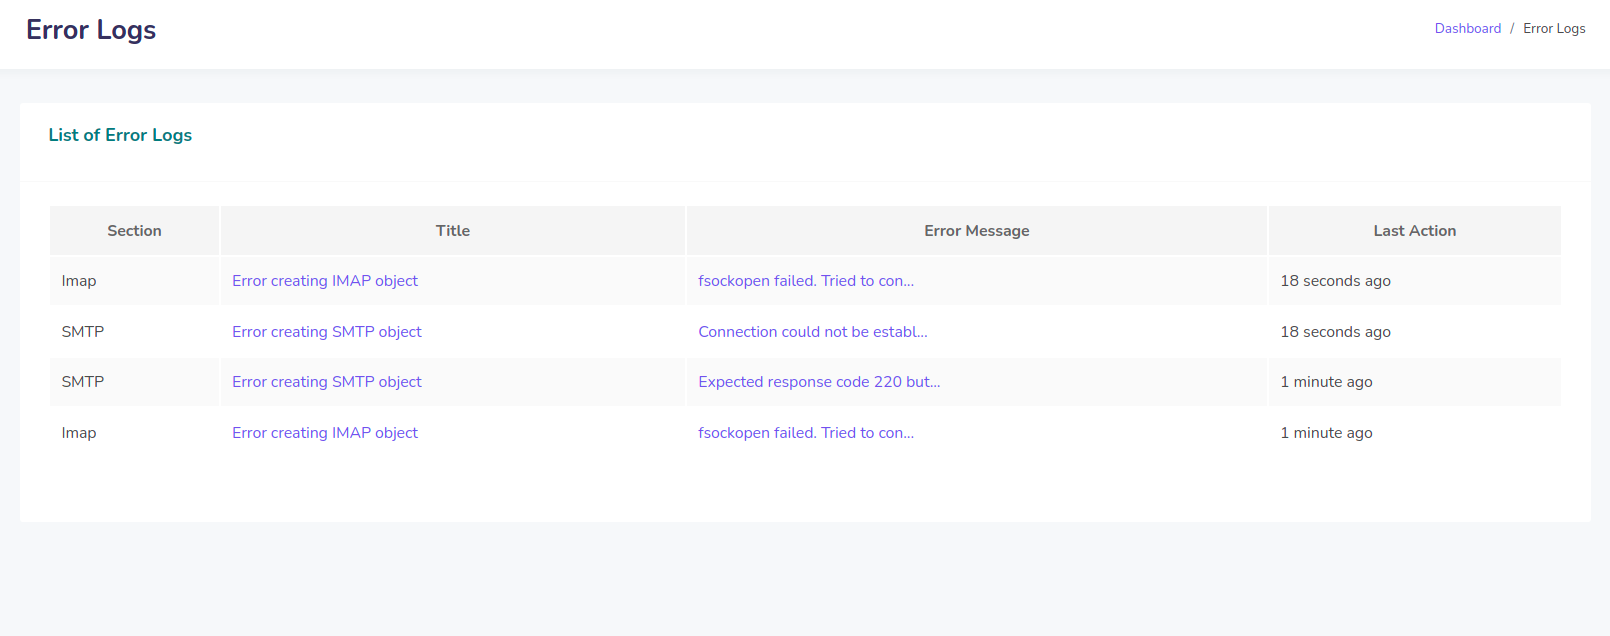 Error Logs
Dashboard / Error Logs
List of Error Logs
Section Title Error Message Last Action
Imap Error creating IMAP object fsockopen failed. Tried to con... 18 seconds ago
SMTP Error creating SMTP object Connection could not be establ... 18 seconds ago
SMTP Error creating SMTP object Expected response code 220 but... 1 minute ago
Imap Error creating IMAP object fsockopen failed. Tried to con... 1 minute ago